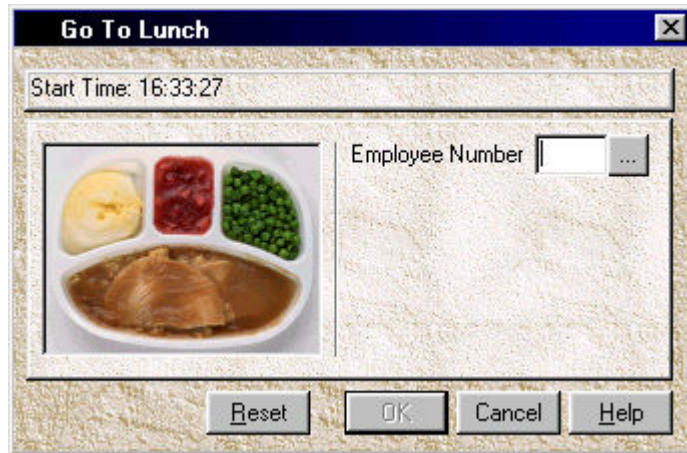 Go To Lunch
Start Time: 16:33:27
Employee Number ...
Reset OK Cancel Help